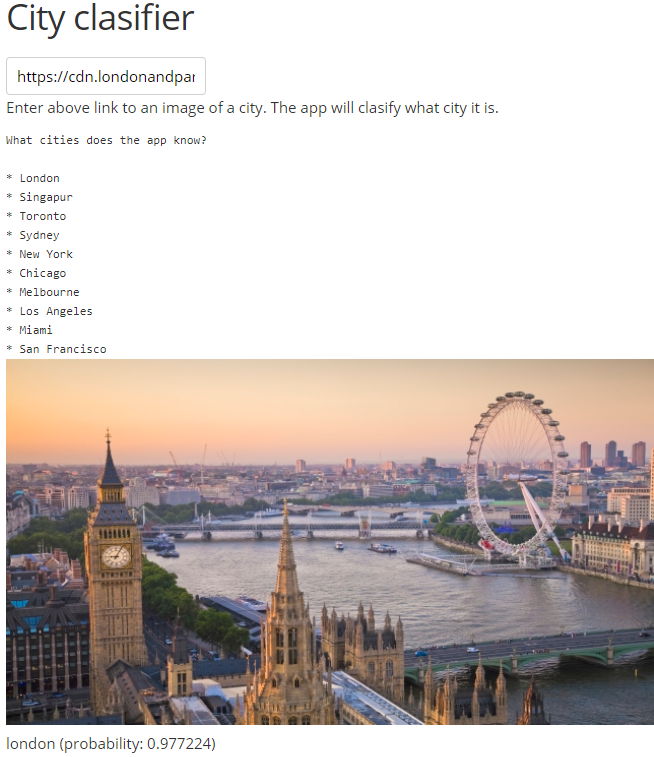 City clasifier
https://cdn.londonandpar
Enter above link to an image of a city. The app will clasify what city it is.
What cities does the app know?
* London
* Singapur
* Toronto
* Sydney
* New York
* Chicago
* Melbourne
* Los Angeles
* Miami
* San Francisco
london (probability: 0.977224)